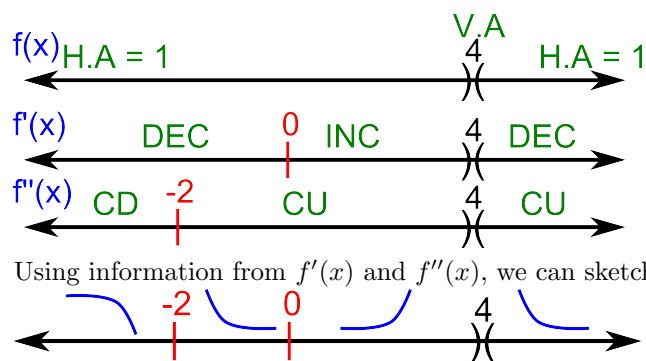 V.A
f(x) H.A = 1 4 H.A = 1
)(
f'(x) DEC 0 INC 4 DEC
)(
f"(x) CD -2 CU 4 CU
)(
Using information from f′(x) and f′′(x), we can sketc
-2 0 4
)(